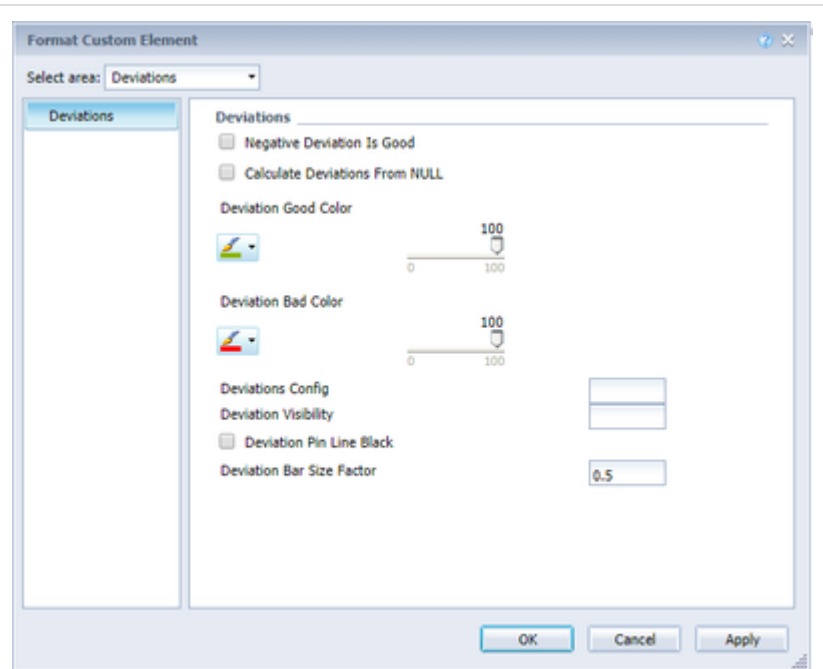 Format Custom Element
Select area: Deviations
Deviations
Deviations
Negative Deviation Is Good
Calculate Deviations From NULL
Deviation Good Color
100
0 100
Deviation Bad Color
100
0 100
Deviations Config
Deviation Visibility
Deviation Pin Line Black
Deviation Bar Size Factor 0.5
OK Cancel Apply